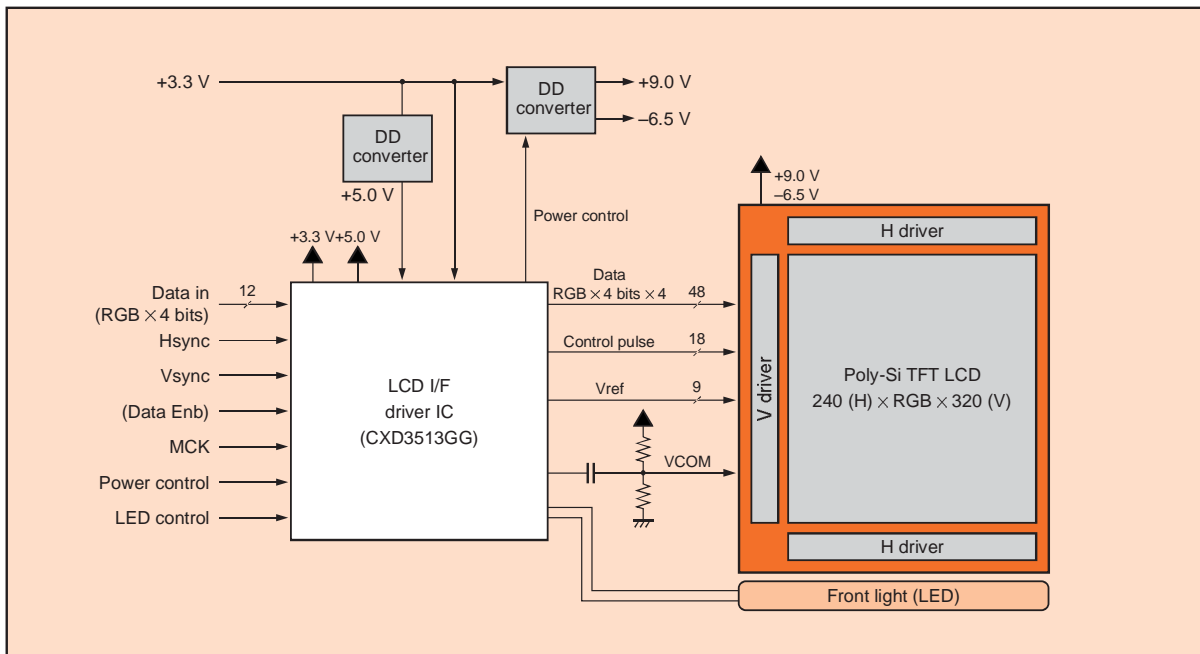 +3.3 V
DD
converter
+9.0 V
–6.5 V
DD
converter
+5.0 V
Power control
+3.3 V
+5.0 V
+9.0 V
–6.5 V
Data in
12
(RGB × 4 bits)
Hsync
Vsync
(Data Enb)
MCK
Power control
LED control
LCD I/F
driver IC
(CXD3513GG)
Data
RGB × 4 bits × 4
48
Control pulse
18
Vref
9
VCOM
H driver
V driver
Poly-Si TFT LCD
240 (H) × RGB × 320 (V)
H driver
Front light (LED)